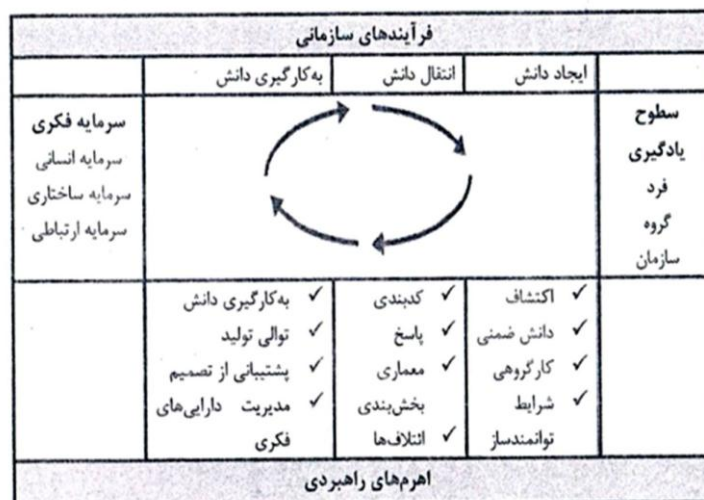 فرآیندهای سازمانی
ایجاد دانش
انتقال دانش
به‌کارگیری دانش
سطوح
یادگیری
فرد
گروه
سازمان
سرمایه فکری
سرمایه انسانی
سرمایه ساختاری
سرمایه ارتباطی
✓ اکتشاف
✓ دانش ضمنی
✓ کارگروهی
✓ شرایط
توانمندساز
✓ کدبندی
✓ پاسخ
✓ معماری
بخش‌بندی
✓ ائتلاف‌ها
✓ به‌کارگیری دانش
✓ توالی تولید
✓ پشتیبانی از تصمیم
✓ مدیریت دارایی‌های
فکری
اهرم‌های راهبردی